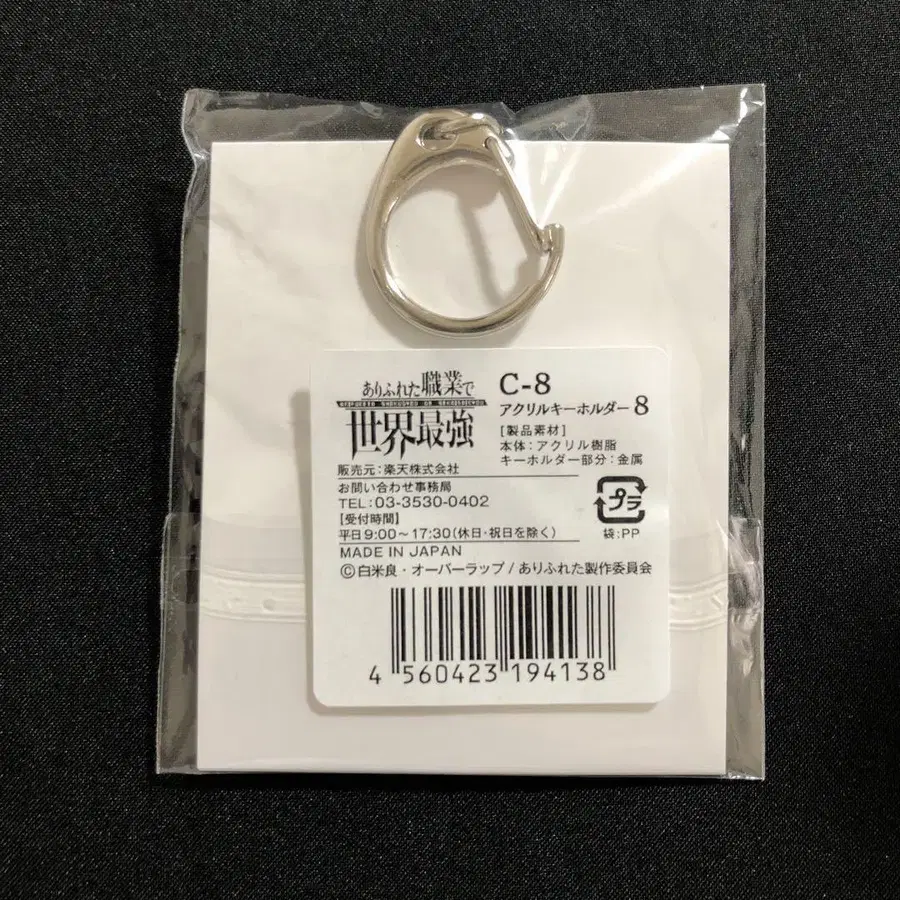 ありふれた職業で
世界最強
C-8
アクリルキーホルダー 8
[製品素材]
本体:アクリル樹脂
キーホルダー部分:金属
販売元:楽天株式会社
お問い合わせ事務局
TEL:03-3530-0402
【受付時間】
平日9:00〜17:30(休日・祝日を除く)
MADE IN JAPAN
プラ
袋:PP
©白米良・オーバーラップ/ありふれた製作委員会
4 560423 194138